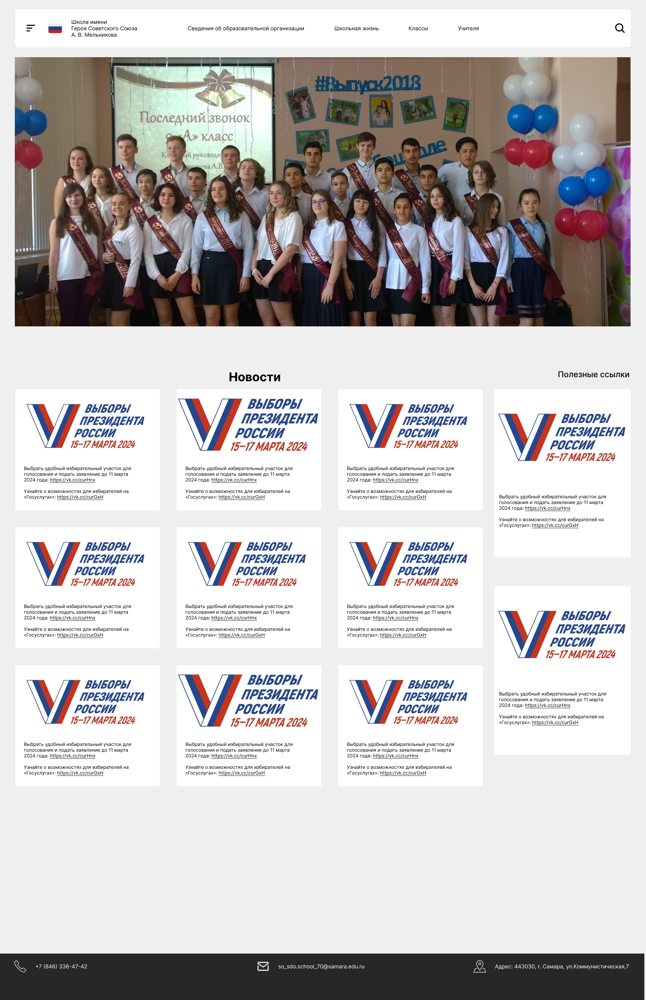 Школа имени
Героя Советского Союза
А. В. Мельникова
Сведения об образовательной организации
Школьная жизнь
Классы
Учителя
#Выпуск2018
Последний звонок
«А» класс
Новости
Полезные ссылки
ВЫБОРЫ
ПРЕЗИДЕНТА
РОССИИ
15–17 МАРТА 2024
Выбрать удобный избирательный участок для
голосования и подать заявление до 11 марта
2024 года: https://vk.cc/curHnx
Узнайте о возможностях для избирателей на
«Госуслугах»: https://vk.cc/curGxH
ВЫБОРЫ
ПРЕЗИДЕНТА
РОССИИ
15–17 МАРТА 2024
Выбрать удобный избирательный участок для
голосования и подать заявление до 11 марта
2024 года: https://vk.cc/curHnx
Узнайте о возможностях для избирателей на
«Госуслугах»: https://vk.cc/curGxH
ВЫБОРЫ
ПРЕЗИДЕНТА
РОССИИ
15–17 МАРТА 2024
Выбрать удобный избирательный участок для
голосования и подать заявление до 11 марта
2024 года: https://vk.cc/curHnx
Узнайте о возможностях для избирателей на
«Госуслугах»: https://vk.cc/curGxH
ВЫБОРЫ
ПРЕЗИДЕНТА
РОССИИ
15–17 МАРТА 2024
Выбрать удобный избирательный участок для
голосования и подать заявление до 11 марта
2024 года: https://vk.cc/curHnx
Узнайте о возможностях для избирателей на
«Госуслугах»: https://vk.cc/curGxH
ВЫБОРЫ
ПРЕЗИДЕНТА
РОССИИ
15–17 МАРТА 2024
Выбрать удобный избирательный участок для
голосования и подать заявление до 11 марта
2024 года: https://vk.cc/curHnx
Узнайте о возможностях для избирателей на
«Госуслугах»: https://vk.cc/curGxH
ВЫБОРЫ
ПРЕЗИДЕНТА
РОССИИ
15–17 МАРТА 2024
Выбрать удобный избирательный участок для
голосования и подать заявление до 11 марта
2024 года: https://vk.cc/curHnx
Узнайте о возможностях для избирателей на
«Госуслугах»: https://vk.cc/curGxH
ВЫБОРЫ
ПРЕЗИДЕНТА
РОССИИ
15–17 МАРТА 2024
Выбрать удобный избирательный участок для
голосования и подать заявление до 11 марта
2024 года: https://vk.cc/curHnx
Узнайте о возможностях для избирателей на
«Госуслугах»: https://vk.cc/curGxH
ВЫБОРЫ
ПРЕЗИДЕНТА
РОССИИ
15–17 МАРТА 2024
Выбрать удобный избирательный участок для
голосования и подать заявление до 11 марта
2024 года: https://vk.cc/curHnx
Узнайте о возможностях для избирателей на
«Госуслугах»: https://vk.cc/curGxH
ВЫБОРЫ
ПРЕЗИДЕНТА
РОССИИ
15–17 МАРТА 2024
Выбрать удобный избирательный участок для
голосования и подать заявление до 11 марта
2024 года: https://vk.cc/curHnx
Узнайте о возможностях для избирателей на
«Госуслугах»: https://vk.cc/curGxH
ВЫБОРЫ
ПРЕЗИДЕНТА
РОССИИ
15–17 МАРТА 2024
Выбрать удобный избирательный участок для
голосования и подать заявление до 11 марта
2024 года: https://vk.cc/curHnx
Узнайте о возможностях для избирателей на
«Госуслугах»: https://vk.cc/curGxH
ВЫБОРЫ
ПРЕЗИДЕНТА
РОССИИ
15–17 МАРТА 2024
Выбрать удобный избирательный участок для
голосования и подать заявление до 11 марта
2024 года: https://vk.cc/curHnx
Узнайте о возможностях для избирателей на
«Госуслугах»: https://vk.cc/curGxH
+7 (846) 336-47-42
so_sdo.school_70@samara.edu.ru
Адрес: 443030, г. Самара, ул.Коммунистическая,7